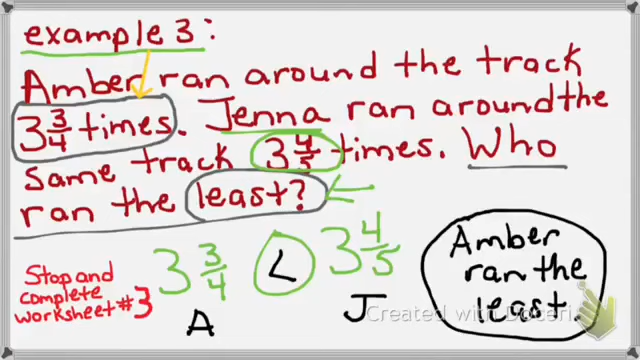 example 3:
Amber ran around the track
3 3/4 times. Jenna ran around the
same track 3 4/5 times. Who
ran the least?
3 3/4 < 3 4/5
A J
Stop and
complete
worksheet #3
Amber
ran the
least.
Created with Doceri